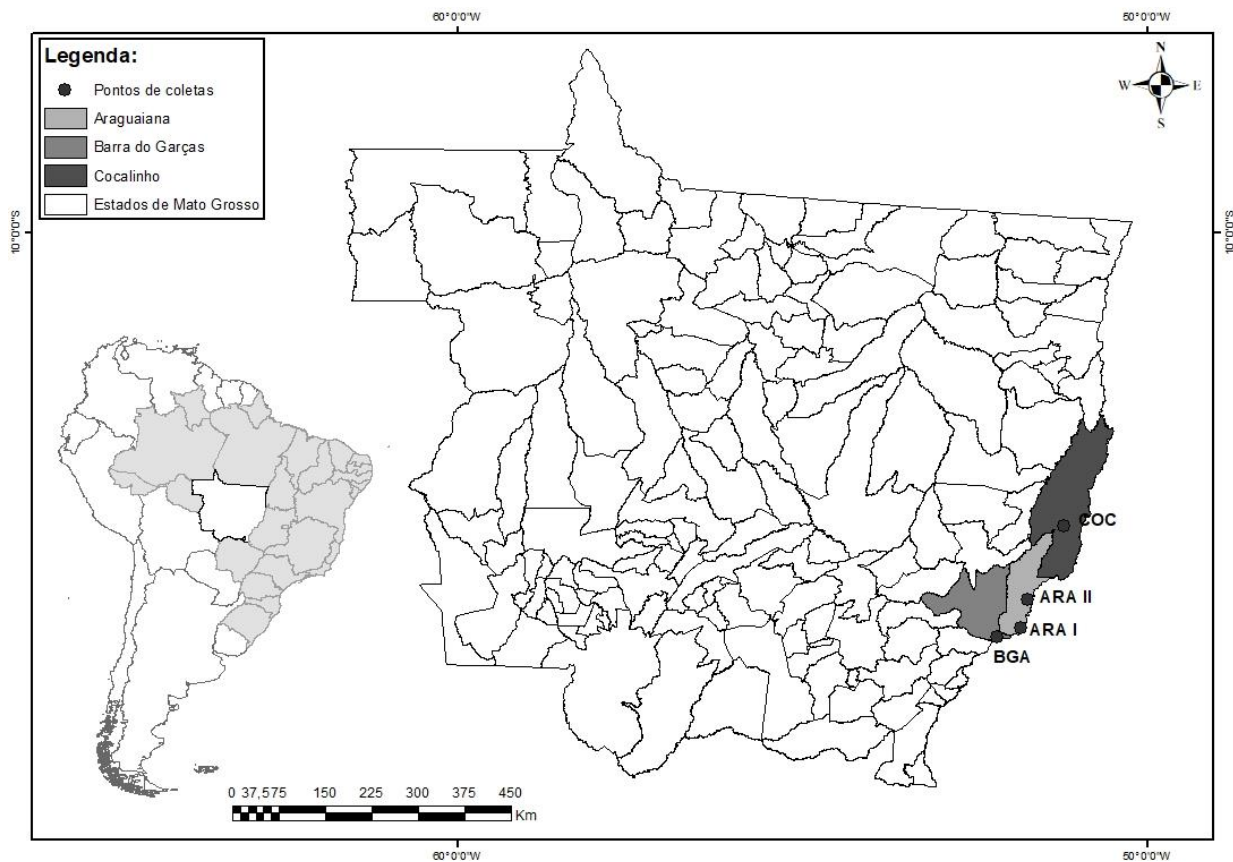 60°0'0"W
50°0'0"W
Legenda:
Pontos de coletas
Araguaiana
Barra do Garças
Cocalinho
Estados de Mato Grosso
N
W
E
S
10°0'0"S
10°0'0"S
COC
ARA II
ARA I
BGA
0 37,575 150 225 300 375 450
Km
60°0'0"W
50°0'0"W